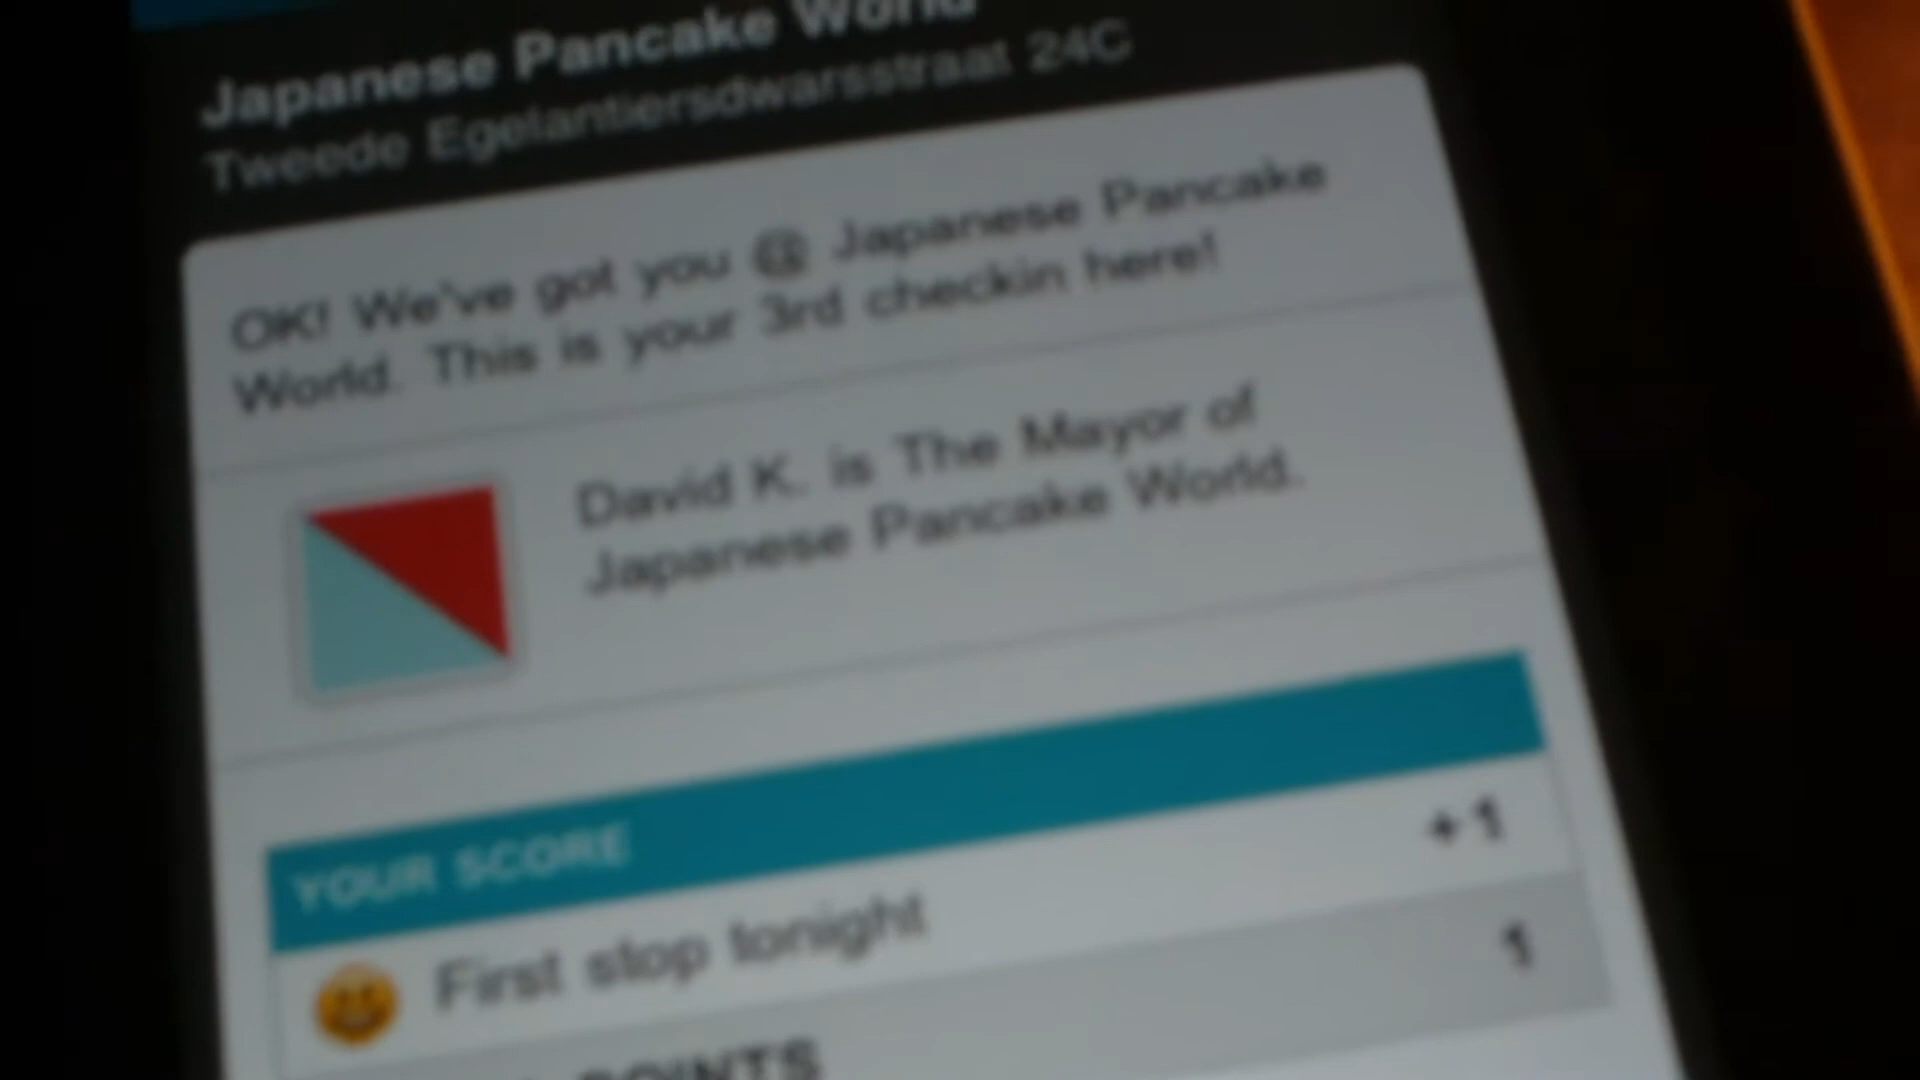 Japanese Pancake World
Tweede Egelantiersdwarsstraat 24C
OK! We've got you @ Japanese Pancake
World. This is your 3rd checkin here!
David K. is The Mayor of
Japanese Pancake World.
YOUR SCORE
+1
First stop tonight
1
POINTS